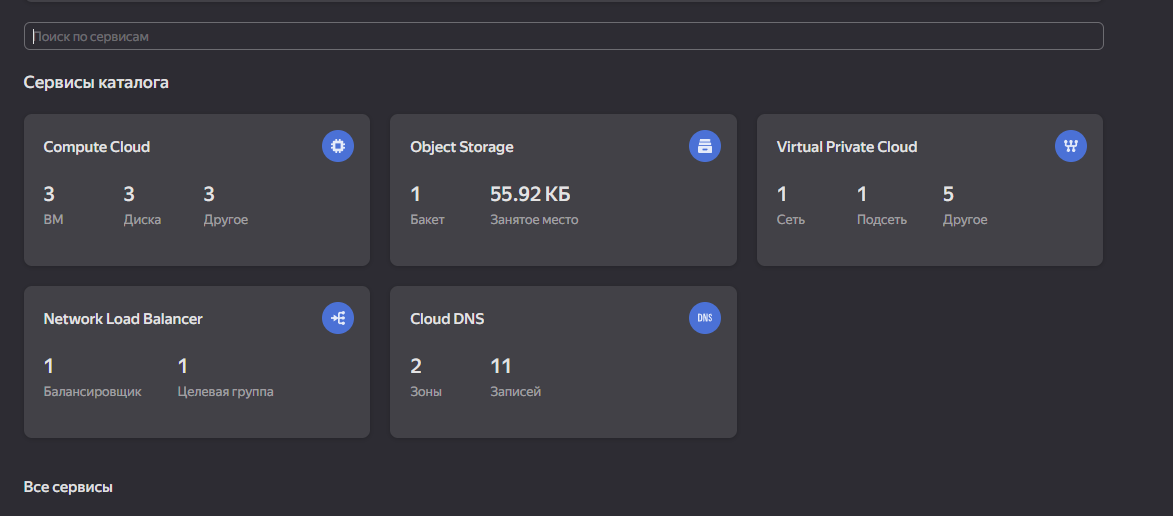 Поиск по сервисам
Сервисы каталога
Compute Cloud
3 3 3
ВМ Диска Другое
Object Storage
1 55.92 КБ
Бакет Занятое место
Virtual Private Cloud
1 1 5
Сеть Подсеть Другое
Network Load Balancer
1 1
Балансировщик Целевая группа
Cloud DNS
DNS
2 11
Зоны Записей
Все сервисы